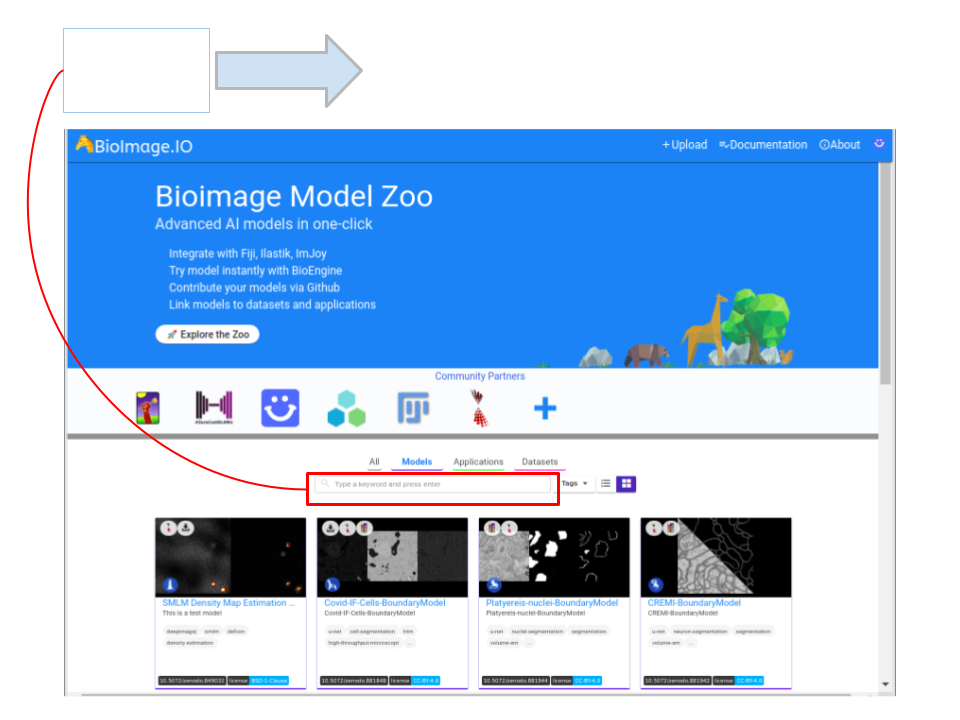 BioImage.IO
+Upload Documentation About
Bioimage Model Zoo
Advanced AI models in one-click
Integrate with Fiji, Ilastik, ImJoy
Try model instantly with BioEngine
Contribute your models via Github
Link models to datasets and applications
Explore the Zoo
Community Partners
All Models Applications Datasets
Type a keyword and press enter
Tags
SMLM Density Map Estimation ...
This is a test model
deepimagej smlm defcon
density estimation
10.5072/zenodo.849032 license BSD-1-Clause
Covid-IF-Cells-BoundaryModel
Covid-IF-Cells-BoundaryModel
u-net cell-segmentation htm
high-throughput-microscopt ...
10.5072/zenodo.881848 license CC-BY-4.0
Platyereis-nuclei-BoundaryModel
Platyereis-nuclei-BoundaryModel
u-net nuclei-segmentation segmentation
volume-em ...
10.5072/zenodo.881944 license CC-BY-4.0
CREMI-BoundaryModel
CREMI-BoundaryModel
u-net neuron-segmentation segmentation
volume-em ...
10.5072/zenodo.881942 license CC-BY-4.0